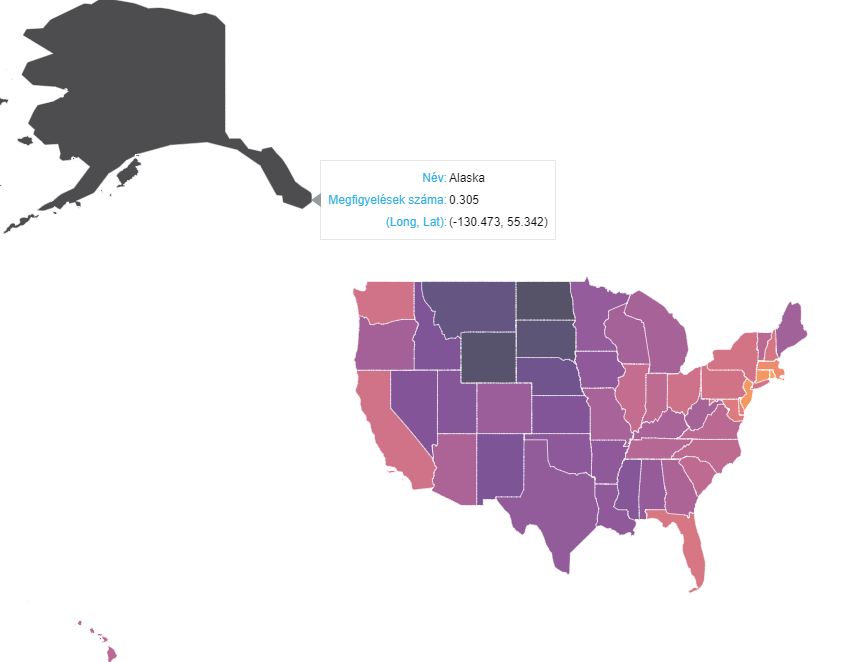 Név: Alaska
Megfigyelések száma: 0.305
(Long, Lat): (-130.473, 55.342)